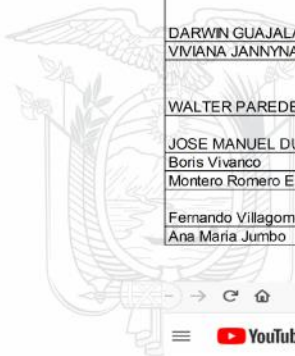 DARWIN GUAJALA
VIVIANA JANNYNA
WALTER PAREDE
JOSE MANUEL DU
Boris Vivanco
Montero Romero E
Fernando Villagom
Ana Maria Jumbo
YouTub